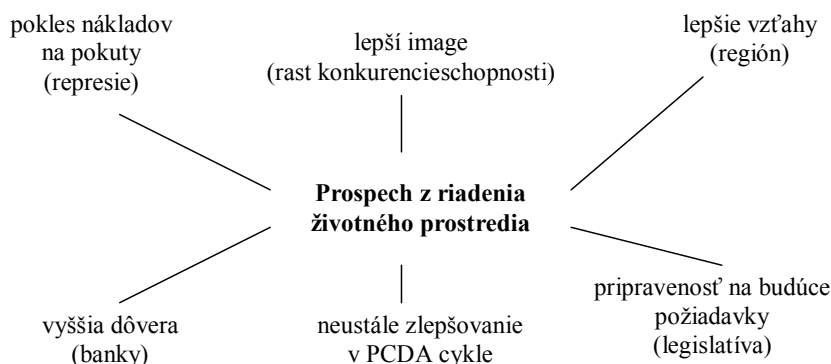 pokles nákladov
na pokuty
(represie)
lepší image
(rast konkurencieschopnosti)
lepšie vzťahy
(región)
Prospech z riadenia
životného prostredia
vyššia dôvera
(banky)
neustále zlepšovanie
v PCDA cykle
pripravenosť na budúce
požiadavky
(legislatíva)